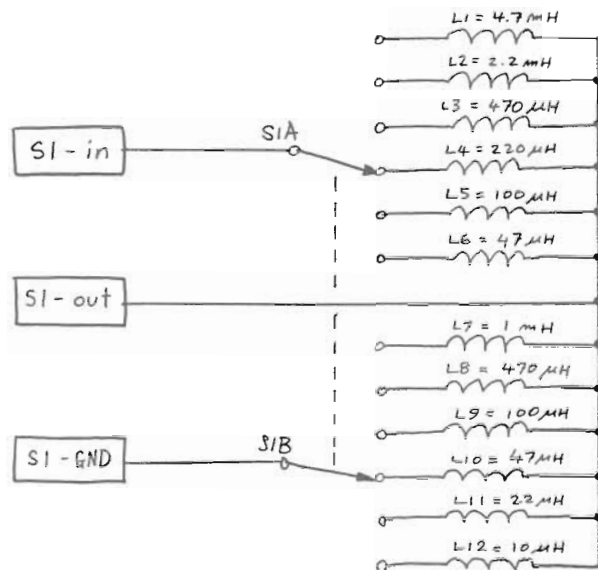 L1 = 4.7 mH
L2 = 2.2 mH
L3 = 470 μH
S1A
S1-in
L4 = 220 μH
L5 = 100 μH
L6 = 47 μH
S1-out
L7 = 1 mH
L8 = 470 μH
L9 = 100 μH
S1B
S1-GND
L10 = 47 μH
L11 = 22 μH
L12 = 10 μH